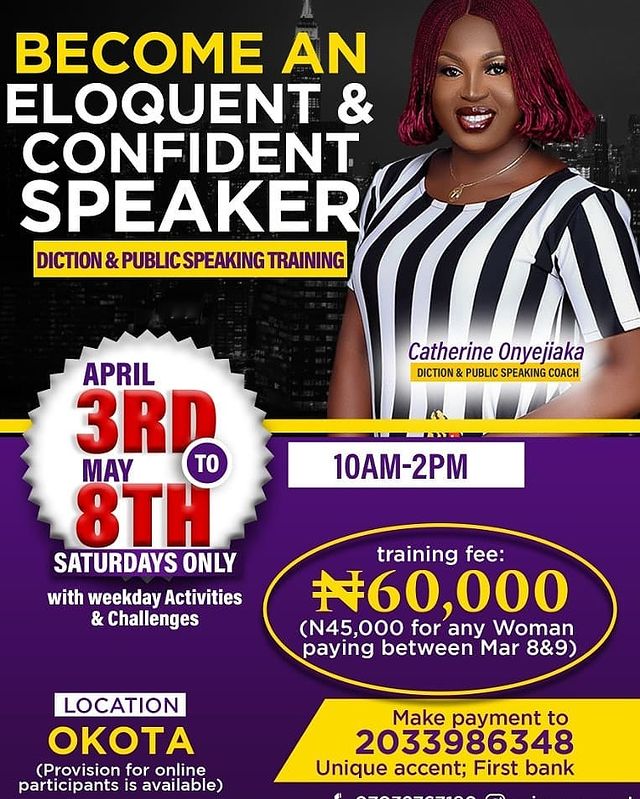 BECOME AN
ELOQUENT &
CONFIDENT
SPEAKER
DICTION & PUBLIC SPEAKING TRAINING
Catherine Onyejiaka
DICTION & PUBLIC SPEAKING COACH
APRIL
3RD
TO
MAY
8TH
SATURDAYS ONLY
with weekday Activities
& Challenges
10AM-2PM
training fee:
₦60,000
(N45,000 for any Woman
paying between Mar 8&9)
LOCATION
OKOTA
(Provision for online
participants is available)
Make payment to
2033986348
Unique accent; First bank